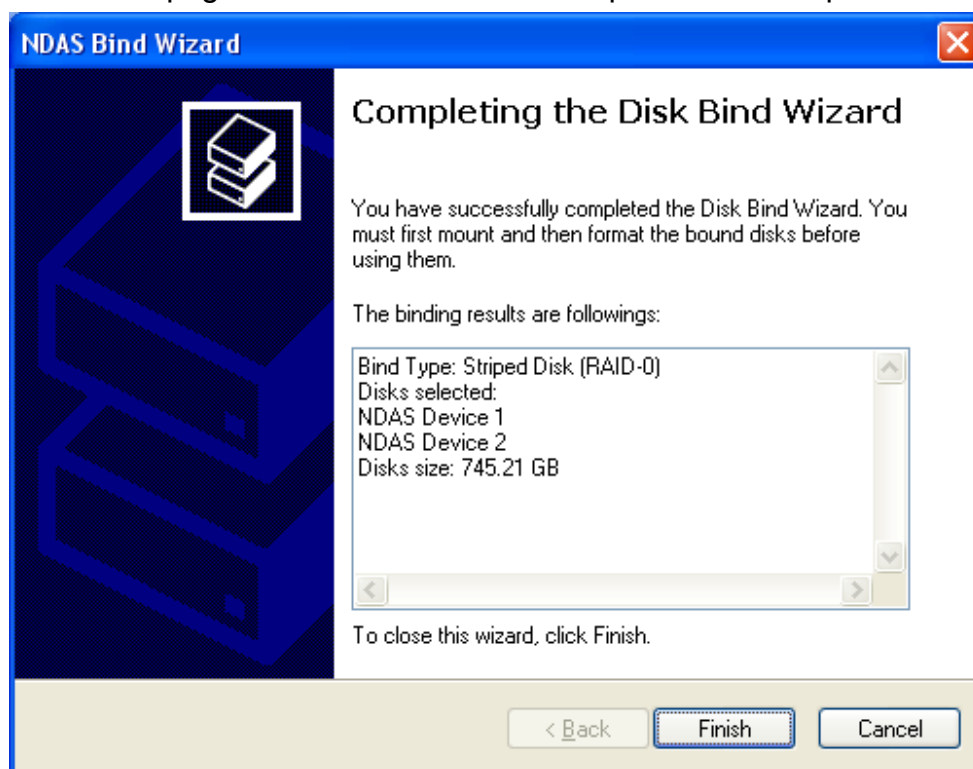 NDAS Bind Wizard
Completing the Disk Bind Wizard
You have successfully completed the Disk Bind Wizard. You
must first mount and then format the bound disks before
using them.
The binding results are followings:
Bind Type: Striped Disk (RAID-0)
Disks selected:
NDAS Device 1
NDAS Device 2
Disks size: 745.21 GB
To close this wizard, click Finish.
< Back Finish Cancel